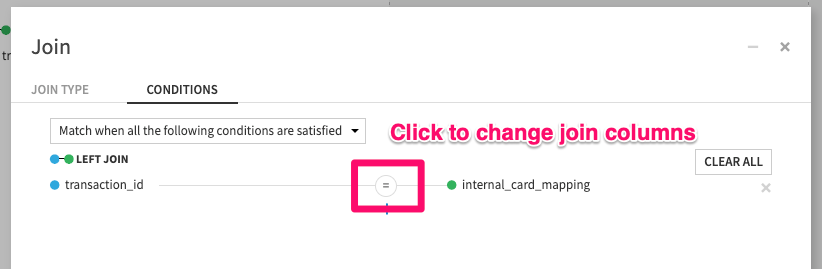 Join
tr
JOIN TYPE
CONDITIONS
Match when all the following conditions are satisfied
Click to change join columns
LEFT JOIN
CLEAR ALL
transaction_id
=
internal_card_mapping